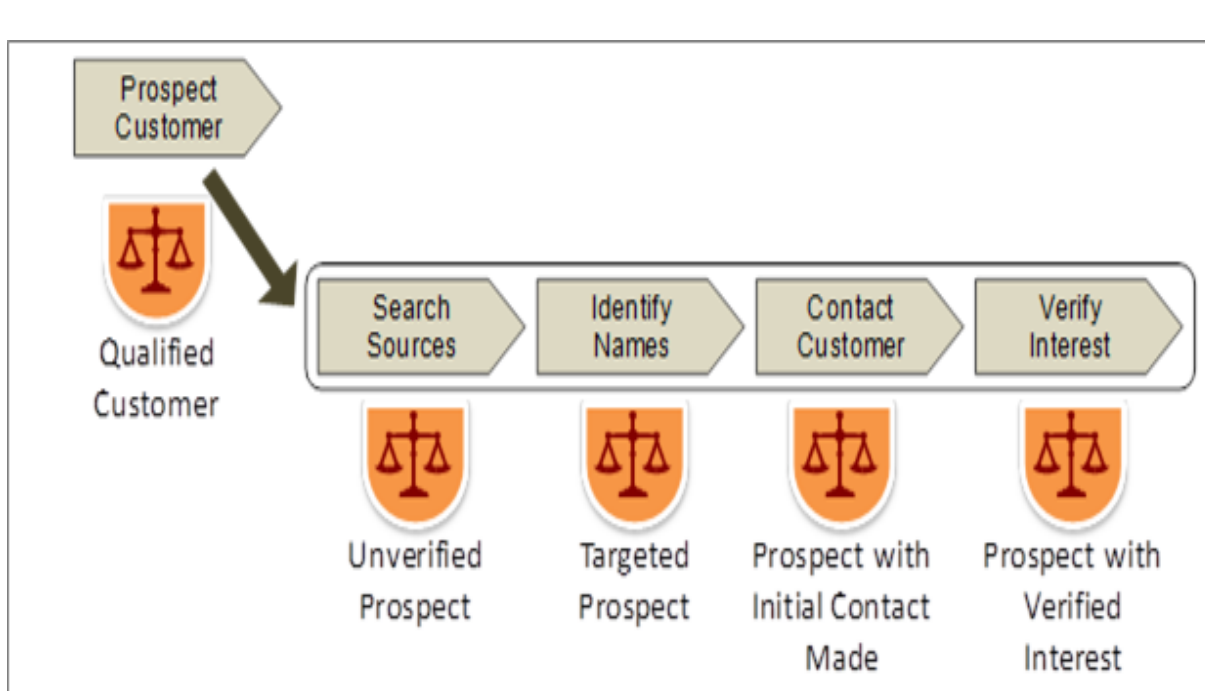 Prospect
Customer
Qualified
Customer
Search
Sources
Identify
Names
Contact
Customer
Verify
Interest
Unverified
Prospect
Targeted
Prospect
Prospect with
Initial Contact
Made
Prospect with
Verified
Interest